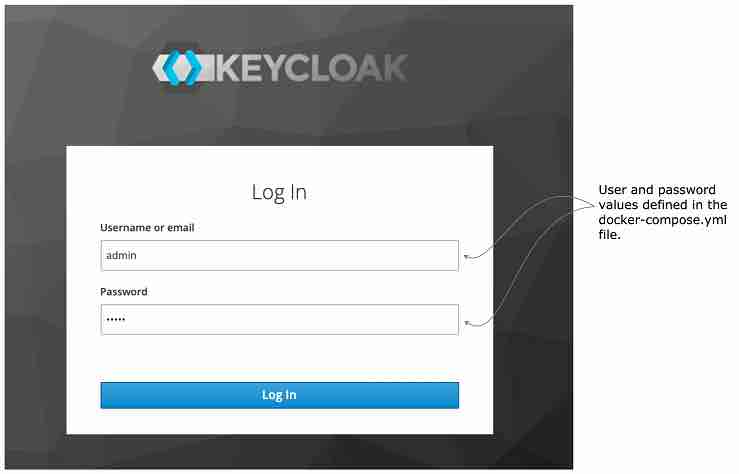 KEYCLOAK
Log In
Username or email
admin
Password
•••••
Log In
User and password
values defined in the
docker-compose.yml
file.